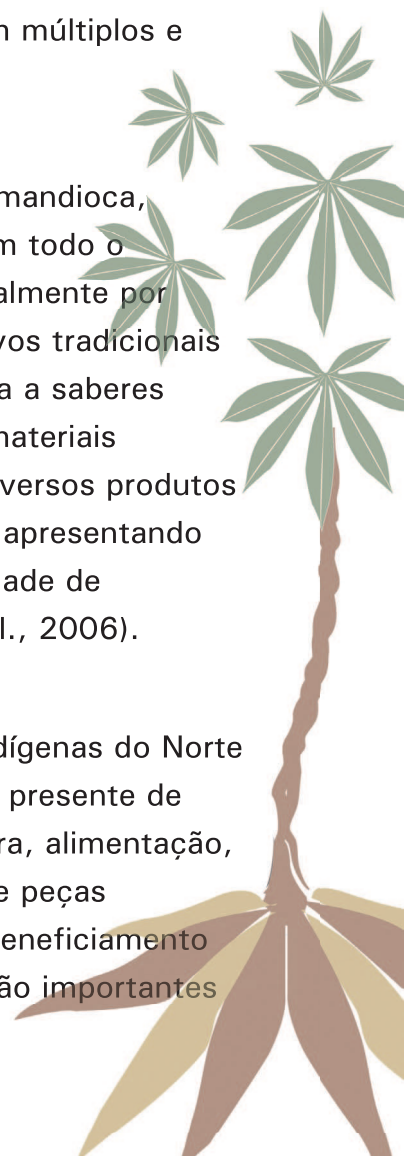 m múltiplos e
mandioca,
m todo o
almente por
vos tradicionais
a a saberes
materiais
versos produtos
apresentando
ade de
l., 2006).
dígenas do Norte
presente de
ra, alimentação,
e peças
eneficiamento
ão importantes